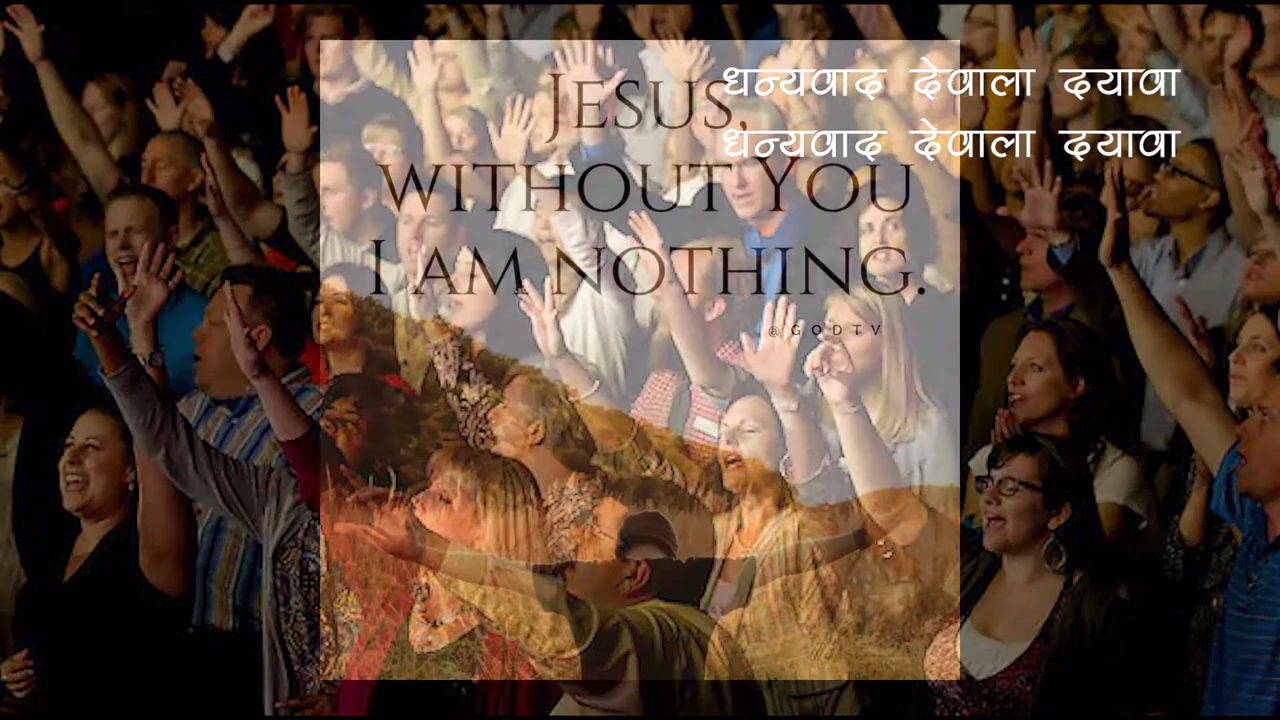 धन्यवाद देवाला दयावा
धन्यवाद देवाला दयावा
JESUS,
WITHOUT YOU
I AM NOTHING.
@GODTV